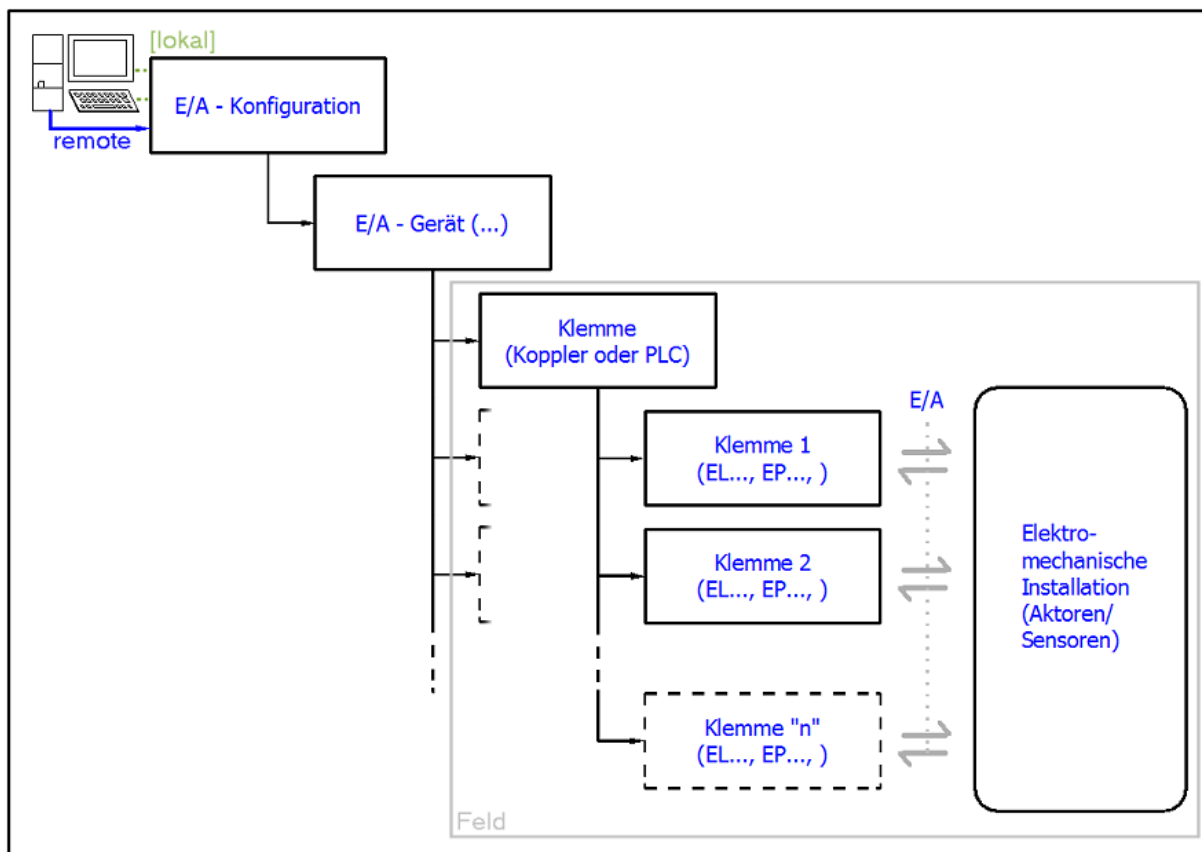 [lokal]
E/A - Konfiguration
remote
E/A - Gerät (...)
Klemme
(Koppler oder PLC)
E/A
Klemme 1
(EL..., EP..., )
Klemme 2
(EL..., EP..., )
Elektro-
mechanische
Installation
(Aktoren/
Sensoren)
Klemme "n"
(EL..., EP..., )
Feld